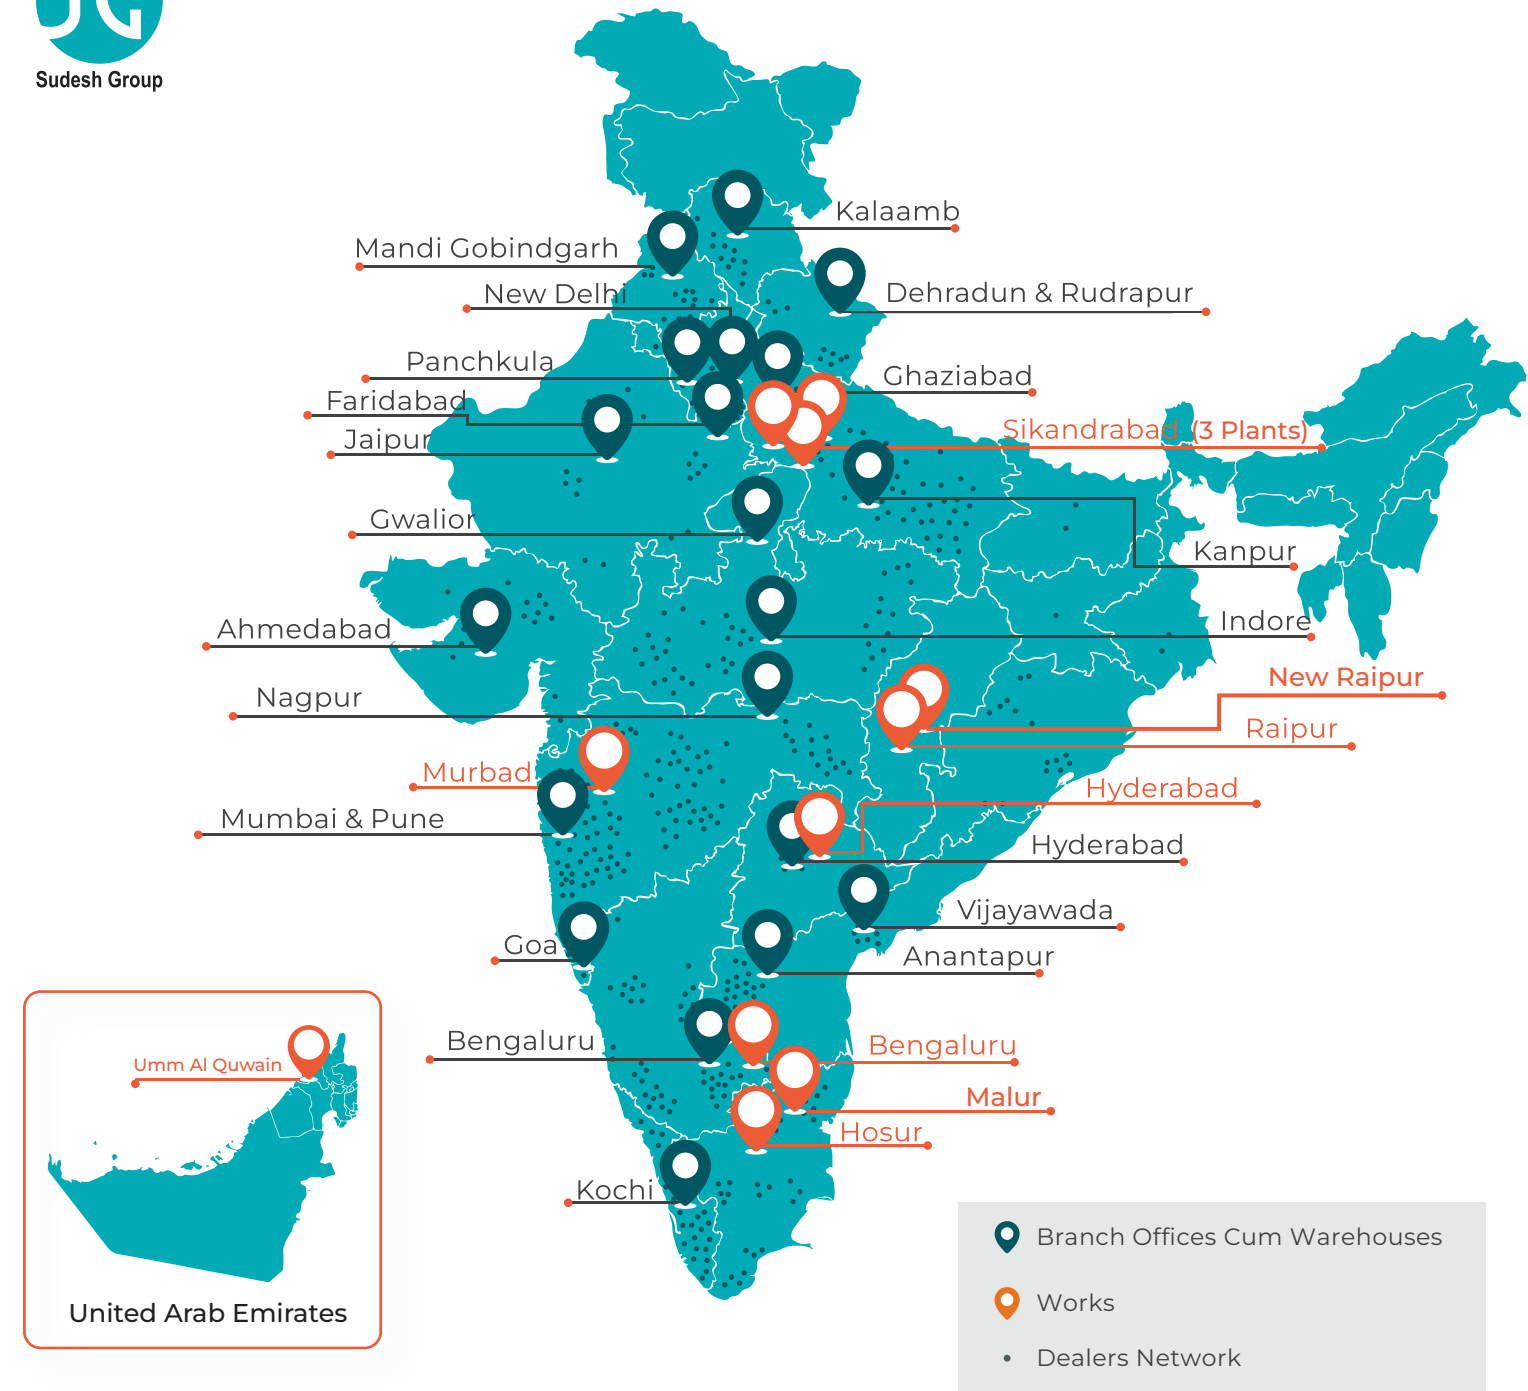 Sudesh Group
Kalaamb
Mandi Gobindgarh
New Delhi
Dehradun & Rudrapur
Panchkula
Ghaziabad
Faridabad
Sikandrabad (3 Plants)
Jaipur
Gwalior
Kanpur
Ahmedabad
Indore
New Raipur
Nagpur
Raipur
Murbad
Hyderabad
Mumbai & Pune
Hyderabad
Vijayawada
Goa
Anantapur
Bengaluru
Bengaluru
Umm Al Quwain
Malur
Hosur
Kochi
United Arab Emirates
Branch Offices Cum Warehouses
Works
Dealers Network